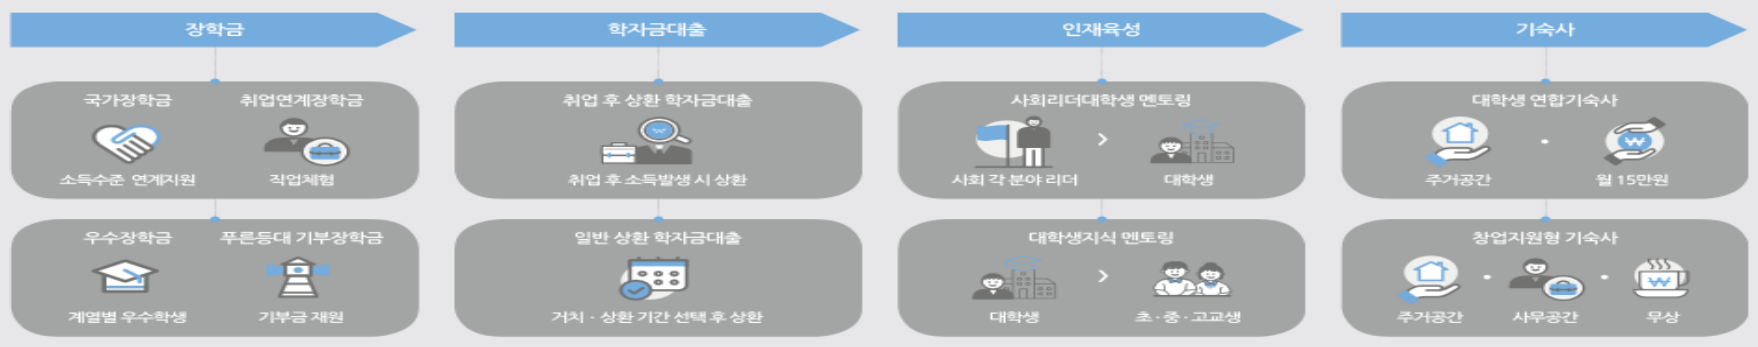 장학금
국가장학금 취업연계장학금
소득수준 연계지원 직업체험
우수장학금 푸른등대 기부장학금
계열별 우수학생 기부금 재원
학자금대출
취업 후 상환 학자금대출
₩
취업 후 소득발생 시 상환
일반 상환 학자금대출
거치 · 상환 기간 선택 후 상환
인재육성
사회리더대학생 멘토링
>
사회 각 분야 리더 대학생
대학생지식 멘토링
>
대학생 초 · 중 · 고교생
기숙사
대학생 연합기숙사
· ₩
주거공간 월 15만원
창업지원형 기숙사
· · ₩
주거공간 사무공간 무상